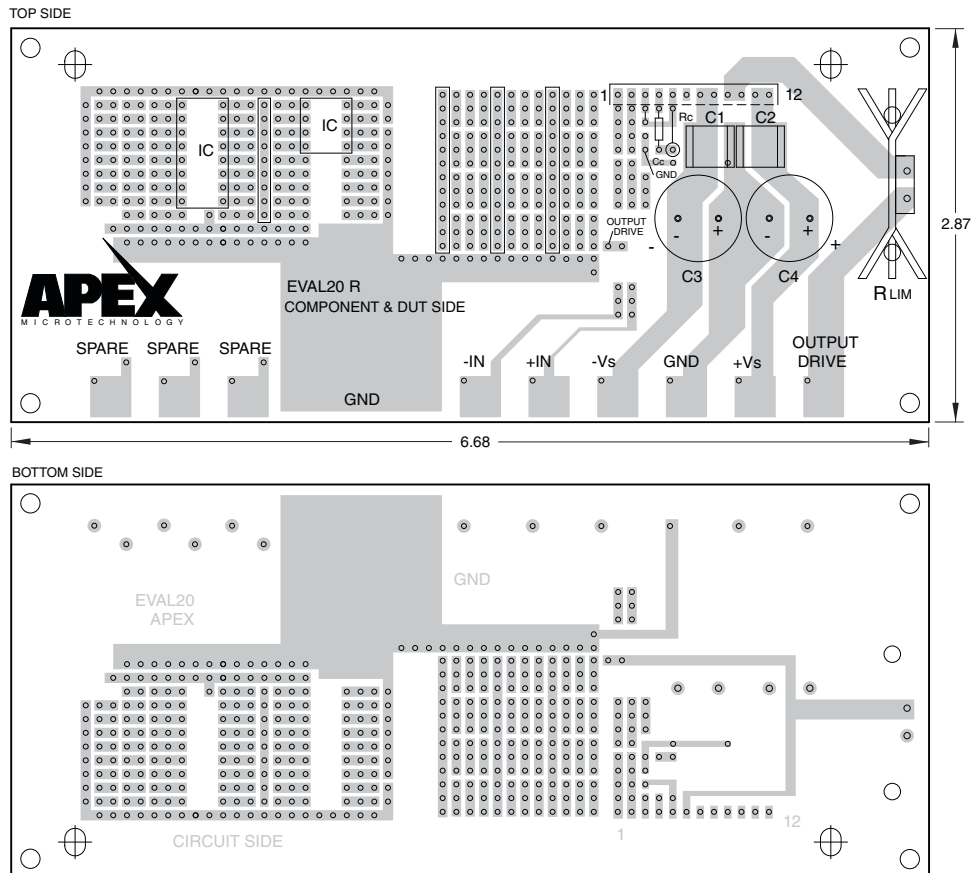 TOP SIDE
1
12
IC
IC
Rc
C1
C2
Cc
GND
OUTPUT
DRIVE
-
+
-
+
-
+
C3
C4
RLIM
2.87
APEX
MICROTECHNOLOGY
EVAL20 R
COMPONENT & DUT SIDE
SPARE
SPARE
SPARE
GND
-IN
+IN
-Vs
GND
+Vs
OUTPUT
DRIVE
6.68
BOTTOM SIDE
GND
EVAL20
APEX
CIRCUIT SIDE
1
12